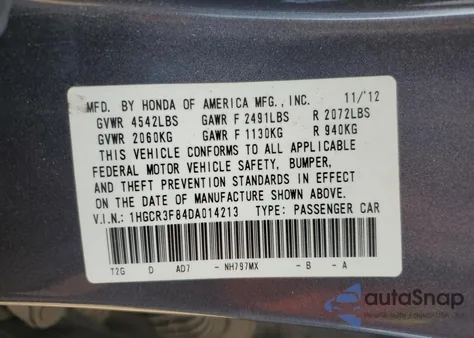 MFD. BY HONDA OF AMERICA MFG., INC. 11/'12
GVWR 4542LBS GAWR F 2491LBS R 2072LBS
GVWR 2060KG GAWR F 1130KG R 940KG
THIS VEHICLE CONFORMS TO ALL APPLICABLE
FEDERAL MOTOR VEHICLE SAFETY, BUMPER,
AND THEFT PREVENTION STANDARDS IN EFFECT
ON THE DATE OF MANUFACTURE SHOWN ABOVE.
V.I.N.: 1HGCR3F84DA014213 TYPE: PASSENGER CAR
T2G D AD7 - NH797MX - B - A
autoSnap